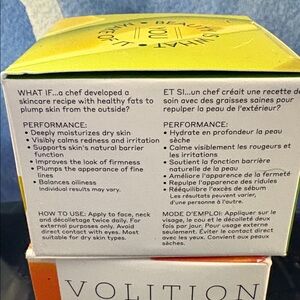 BEAUTY IS WHAT
YOU
WHAT IF...a chef developed a
skincare recipe with healthy fats to
plump skin from the outside?
PERFORMANCE:
• Deeply moisturizes dry skin
• Visibly calms redness and irritation
• Supports skin's natural barrier
function
• Improves the look of firmness
• Plumps the appearance of fine
lines
• Balances oiliness
Individual results may vary.
HOW TO USE: Apply to face, neck
and décolletage twice daily. For
external purposes only. Avoid
direct contact with eyes. Most
suitable for dry skin types.
ET SI...un chef créait une recette de
soin avec des graisses saines pour
repulper la peau de l'extérieur?
PERFORMANCE:
• Hydrate en profondeur la peau
sèche
• Calme visiblement les rougeurs et
les irritations
• Soutient la fonction barrière
naturelle de la peau
• Améliore l'apparence de la fermeté
• Repulpe l'apparence des ridules
• Rééquilibre l'excès de sébum
Les résultats peuvent varier,
d'une personne à l'autre.
MODE D'EMPLOI: Appliquer sur le
visage, le cou et le décolleté deux
fois par jour. Pour usage externe
seulement. Éviter le contact direct
avec les yeux. Convient aux peaux
sèches.
VOLITION